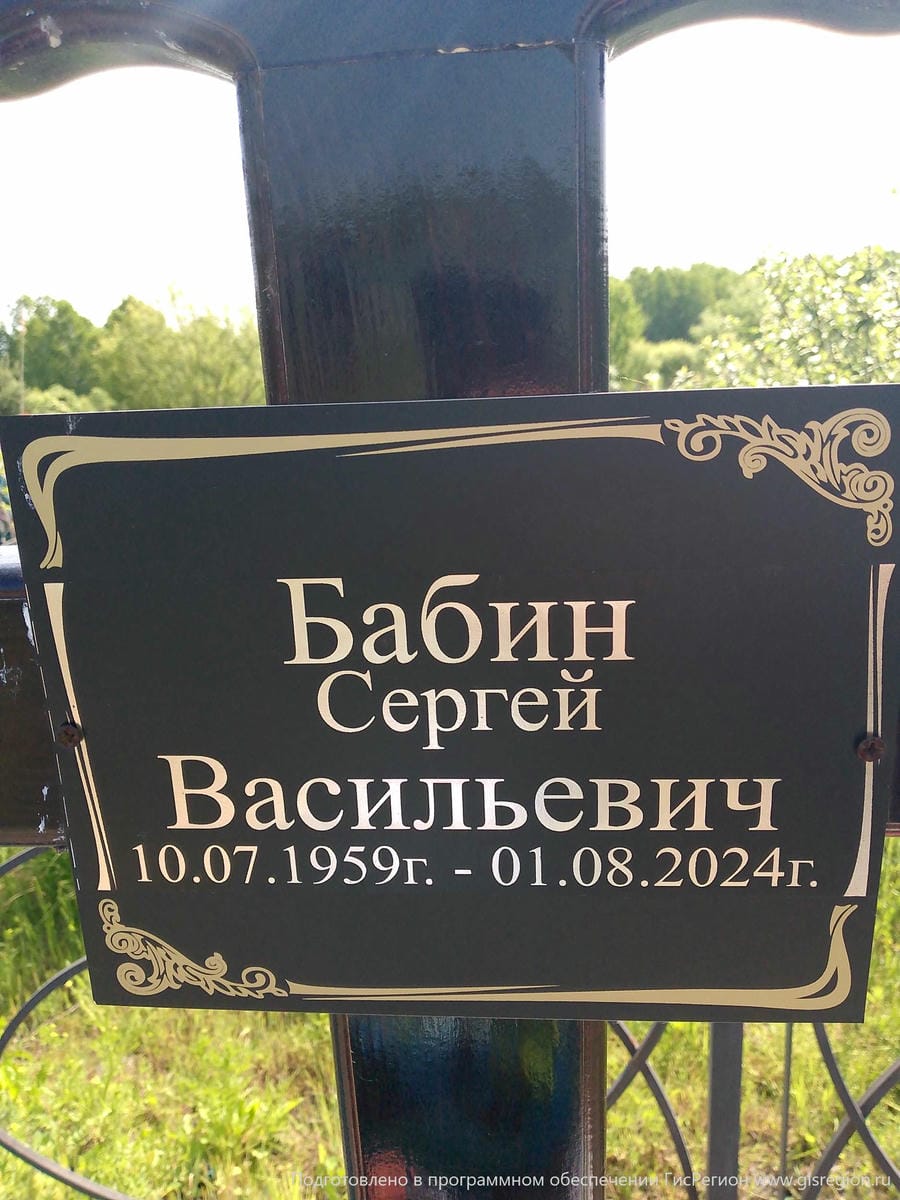 Бабин
Сергей
Васильевич
10.07.1959г. - 01.08.2024г.
Подготовлено в программном обеспечении ГисРегион www.gisregion.ru